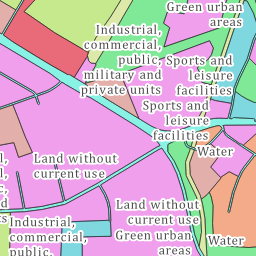 Green urban
areas
Industrial,
commercial,
public,
military and
private units
Sports and
leisure
facilities
Sports and
leisure
facilities
Water
Land without
current use
l,
l,
c,
d
s
Industrial,
commercial,
public,
Land without
current use
Green urban
areas
Water